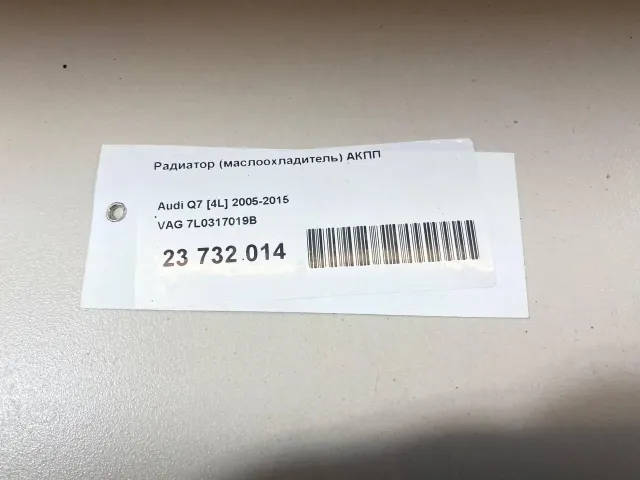 Радиатор (маслоохладитель) АКПП
Audi Q7 [4L] 2005-2015
VAG 7L0317019B
23 732 014